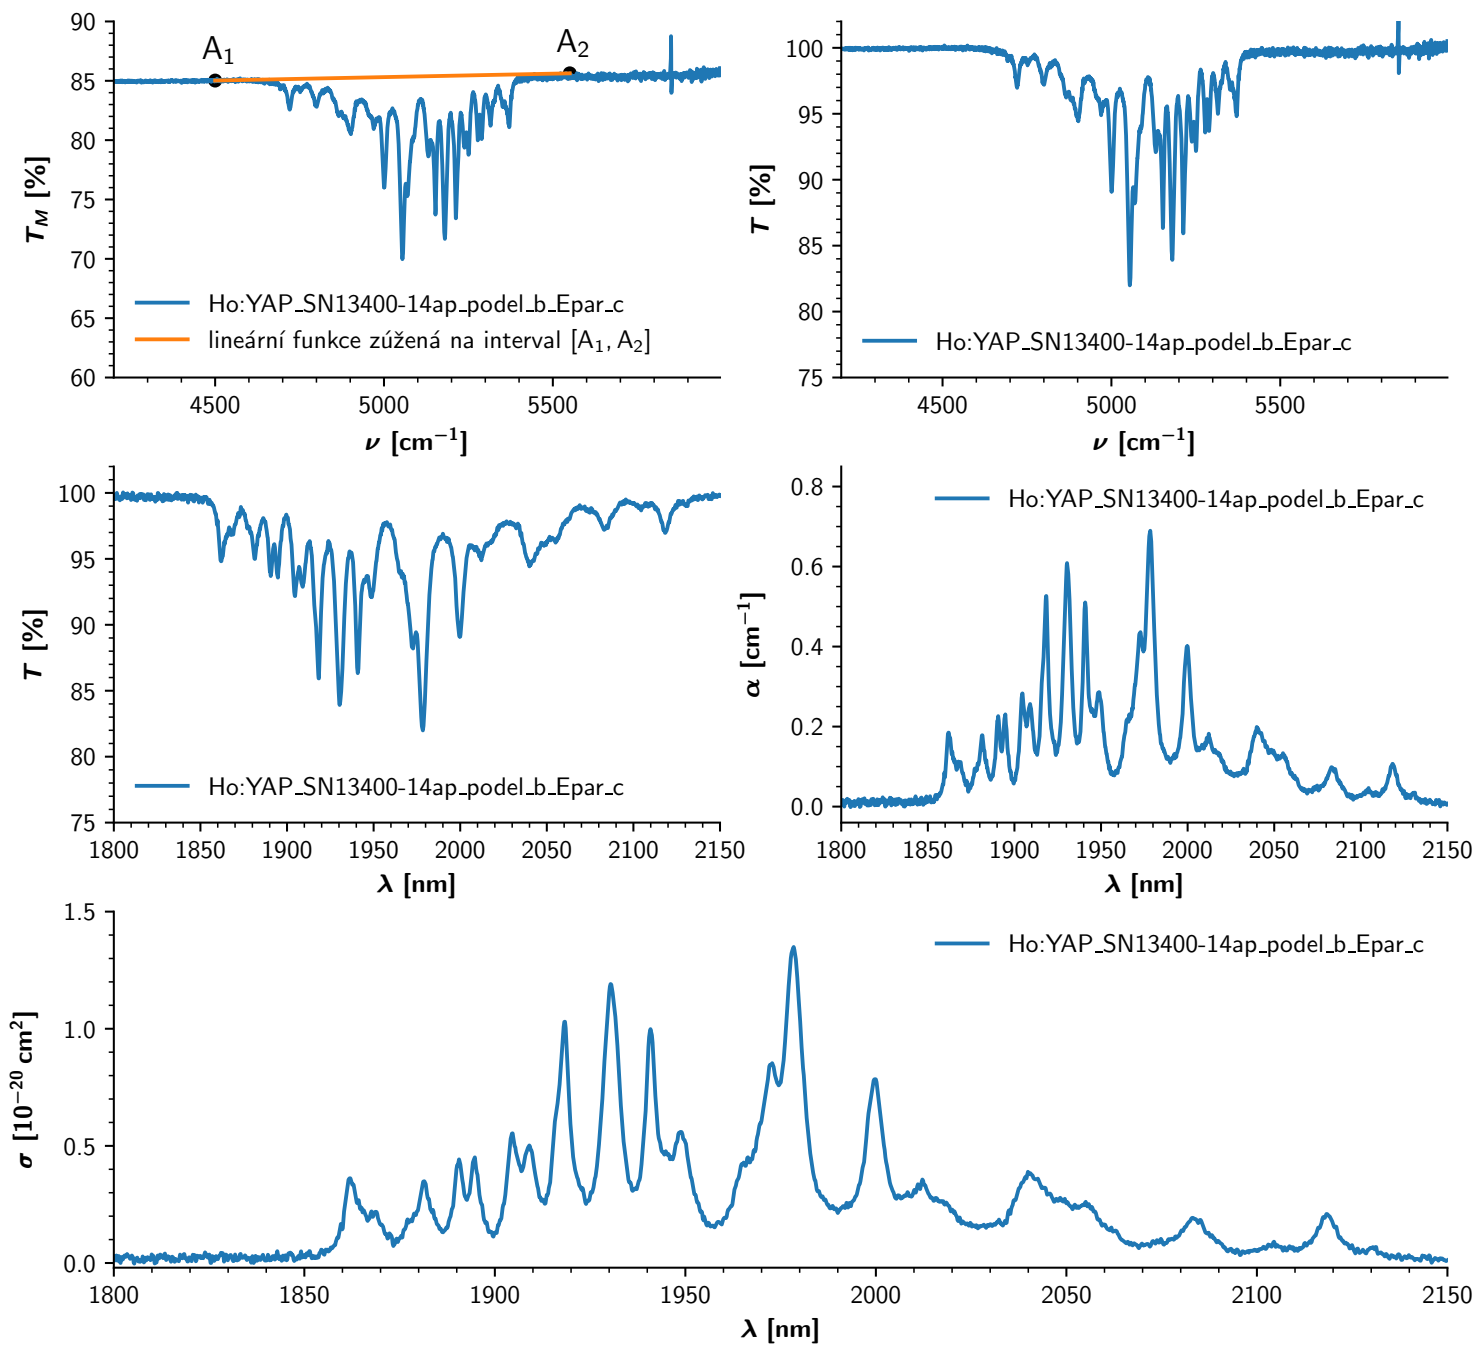 90
85
80
75
70
65
60
T_M [%]
A₁
A₂
Ho:YAP_SN13400-14ap_podel_b_Epar_c
lineární funkce zúžená na interval [A₁, A₂]
4500 5000 5500
ν [cm⁻¹]
100
95
90
85
80
75
T [%]
Ho:YAP_SN13400-14ap_podel_b_Epar_c
4500 5000 5500
ν [cm⁻¹]
100
95
90
85
80
75
T [%]
Ho:YAP_SN13400-14ap_podel_b_Epar_c
1800 1850 1900 1950 2000 2050 2100 2150
λ [nm]
0.8
0.6
0.4
0.2
0.0
α [cm⁻¹]
Ho:YAP_SN13400-14ap_podel_b_Epar_c
1800 1850 1900 1950 2000 2050 2100 2150
λ [nm]
1.5
1.0
0.5
0.0
σ [10⁻²⁰ cm²]
Ho:YAP_SN13400-14ap_podel_b_Epar_c
1800 1850 1900 1950 2000 2050 2100 2150
λ [nm]